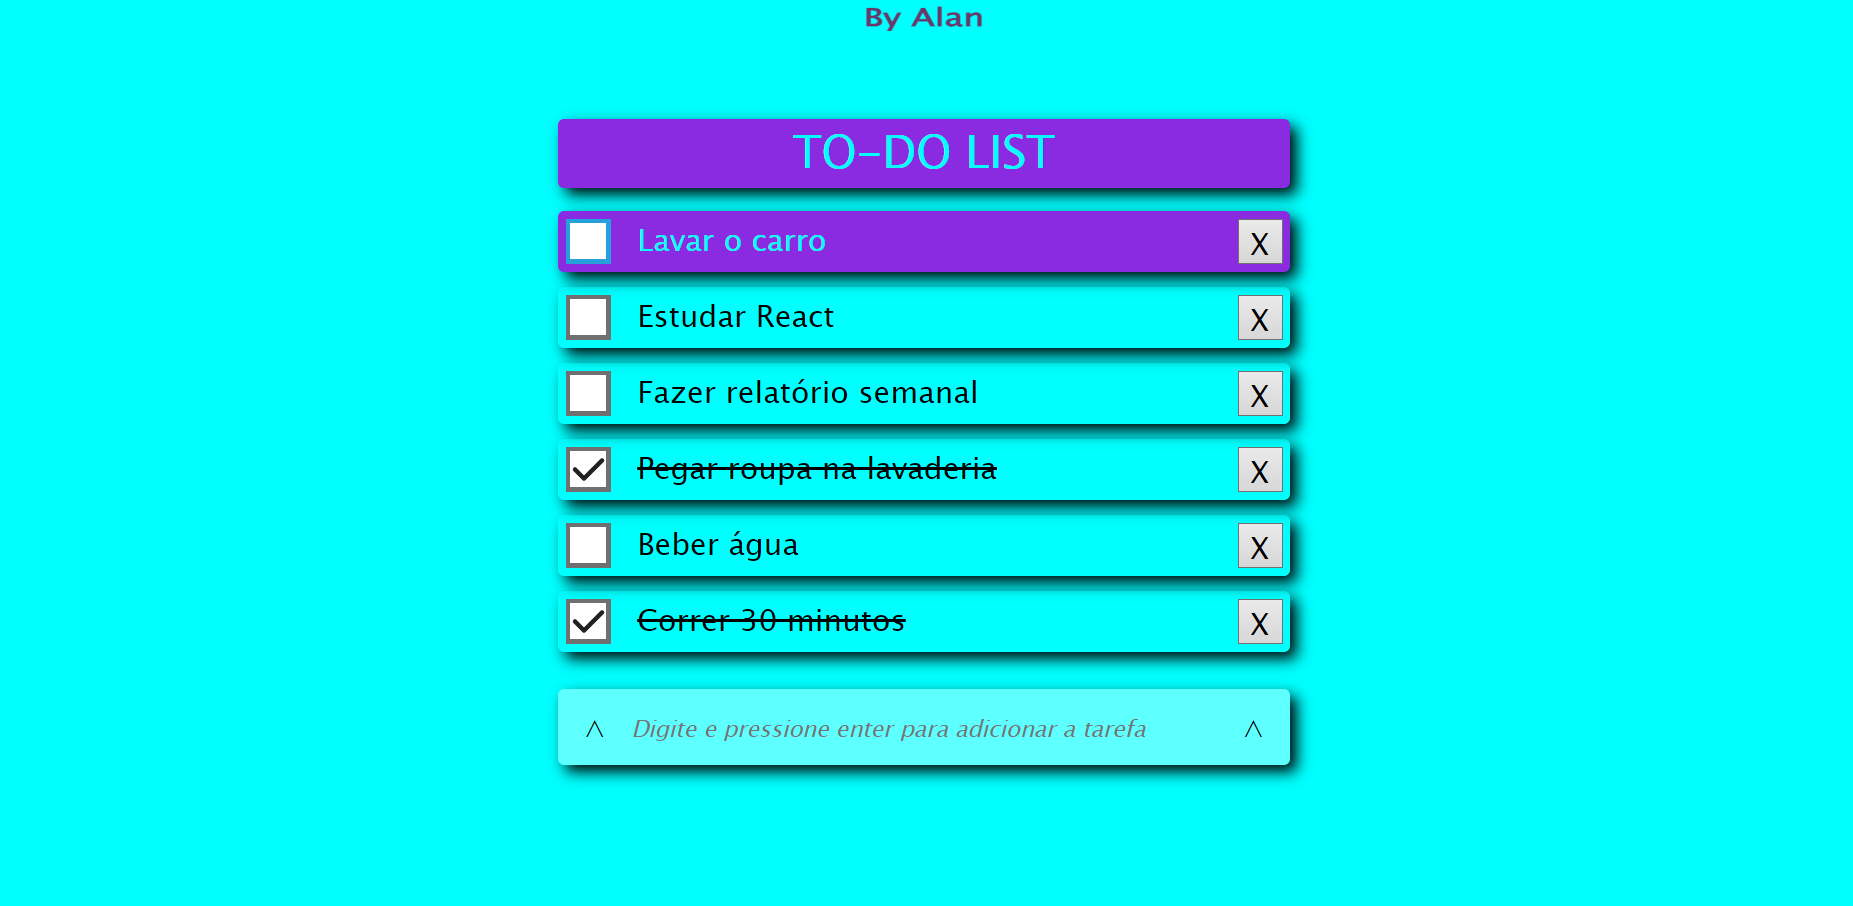 By Alan
TO-DO LIST
Lavar o carro X
Estudar React X
Fazer relatório semanal X
Pegar roupa na lavaderia X
Beber água X
Correr 30 minutos X
^ Digite e pressione enter para adicionar a tarefa ^